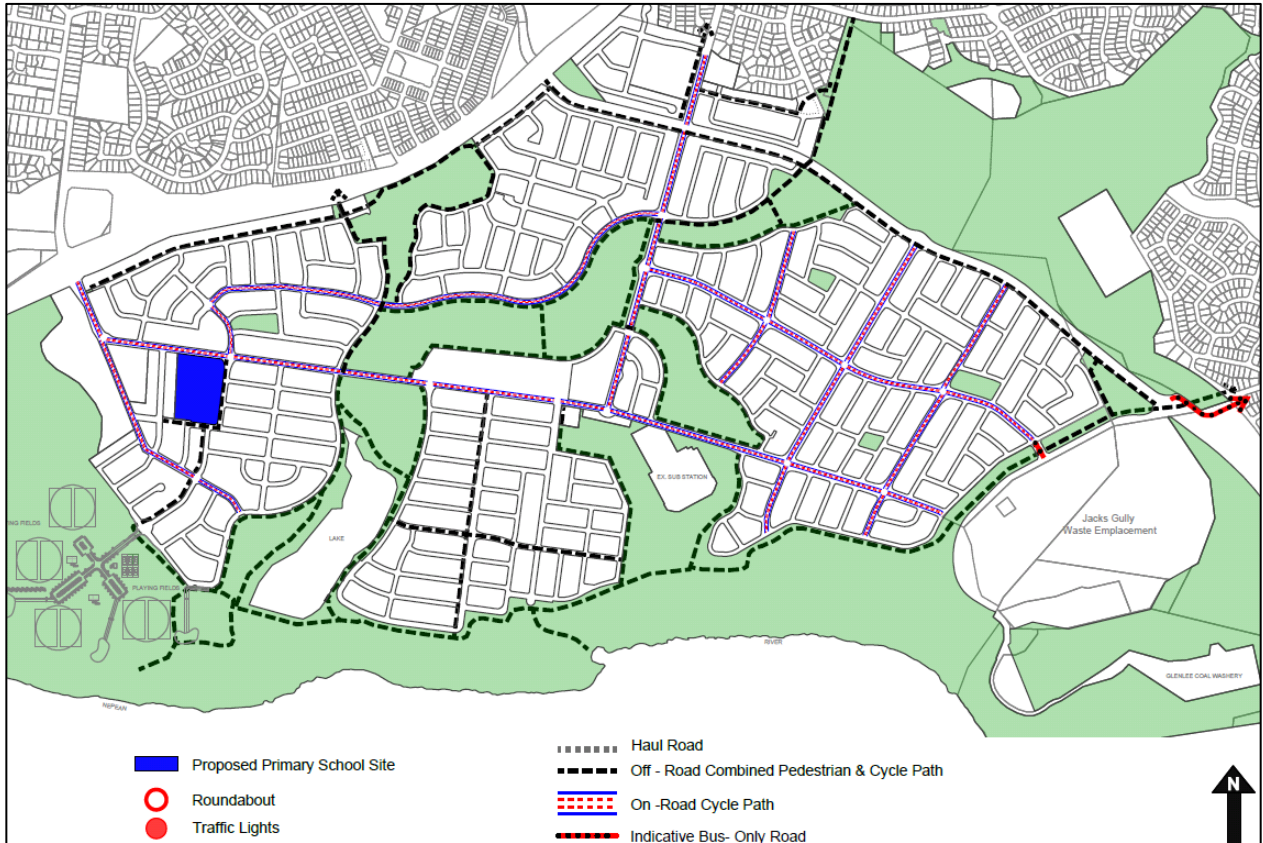 EX. SUB STATION
Jacks Gully
Waste Emplacement
LAKE
PLAYING FIELDS
RIVER
GLENLEE COAL WASHERY
NEPEAN
Proposed Primary School Site
Roundabout
Traffic Lights
Haul Road
Off - Road Combined Pedestrian & Cycle Path
On -Road Cycle Path
Indicative Bus- Only Road
N